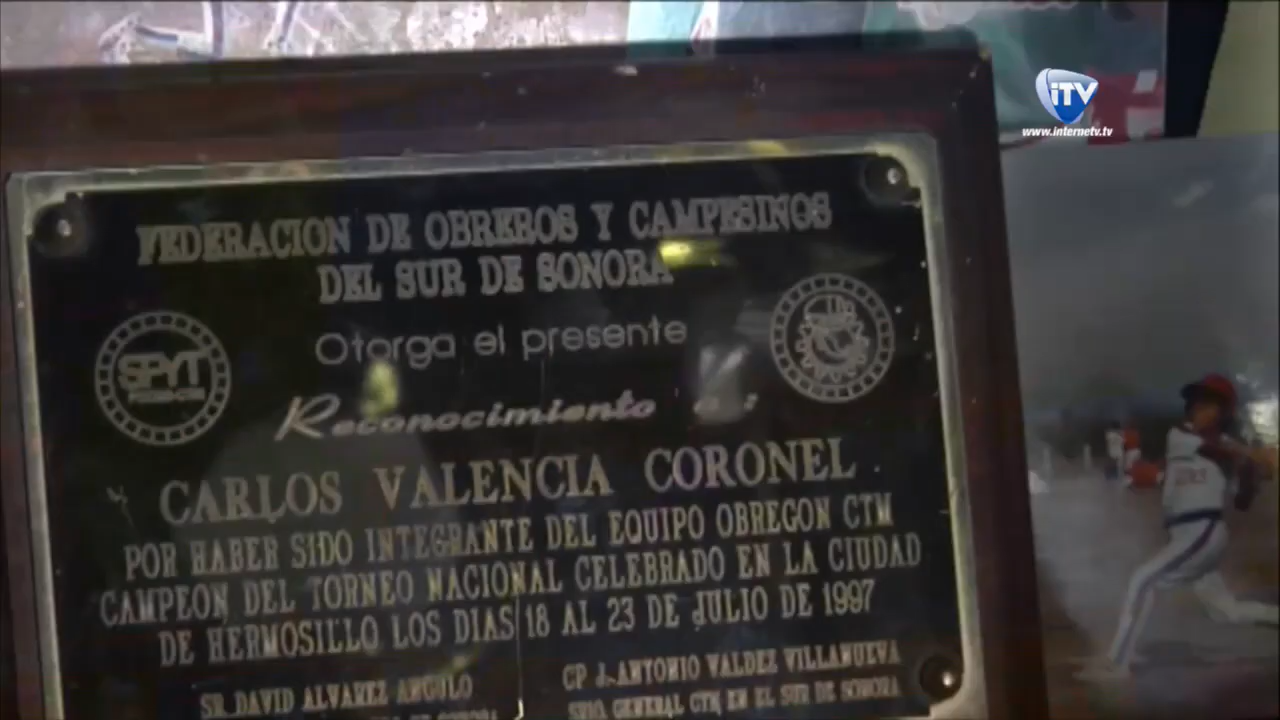 iTV
www.internetv.tv
FEDERACION DE OBREROS Y CAMPESINOS
DEL SUR DE SONORA
Otorga el presente
Reconocimiento a:
SPYT
CARLOS VALENCIA CORONEL
POR HABER SIDO INTEGRANTE DEL EQUIPO OBREGON CTM
CAMPEON DEL TORNEO NACIONAL CELEBRADO EN LA CIUDAD
DE HERMOSILLO LOS DIAS 18 AL 23 DE JULIO DE 1997
SR. DAVID ALVAREZ ANGULO
CP J. ANTONIO VALDEZ VILLANUEVA
SRIO GENERAL CTM EN EL SUR DE SONORA